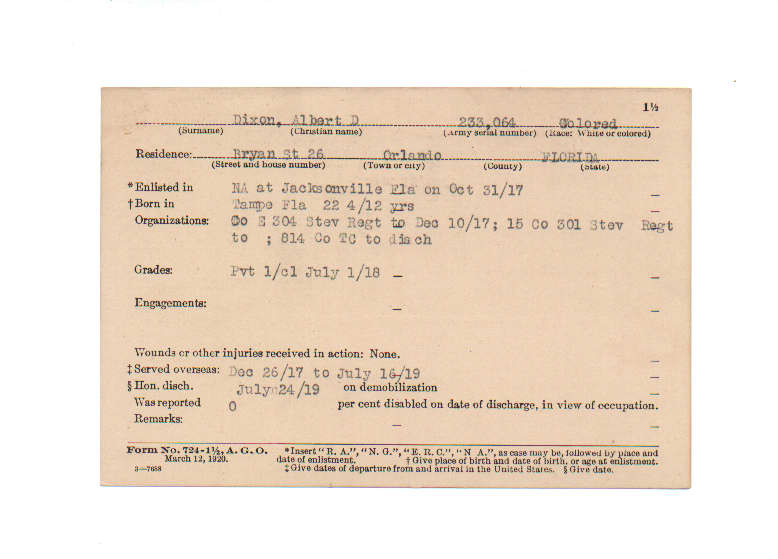 1½
Dixon, Albert D 233,064 Colored
(Surname) (Christian name) (Army serial number) (Race: White or colored)
Residence: Bryan St 26 Orlando FLORIDA
(Street and house number) (Town or city) (County) (State)
*Enlisted in NA at Jacksonville Fla on Oct 31/17 –
†Born in Tampe Fla 22 4/12 yrs –
Organizations: Co E 304 Stev Regt to Dec 10/17; 15 Co 301 Stev Regt
to ; 814 Co TC to disch
Grades: Pvt 1/cl July 1/18 – –
Engagements: – –
Wounds or other injuries received in action: None. –
‡Served overseas: Dec 26/17 to July 16/19 –
§Hon. disch. July 24/19 on demobilization –
Was reported 0 per cent disabled on date of discharge, in view of occupation.
Remarks: – –
Form No. 724-1½, A. G. O. *Insert "R. A.", "N. G.", "E. R. C.", "N A.", as case may be, followed by place and
March 12, 1920. date of enlistment. †Give place of birth and date of birth, or age at enlistment.
3—7688 ‡Give dates of departure from and arrival in the United States. §Give date.